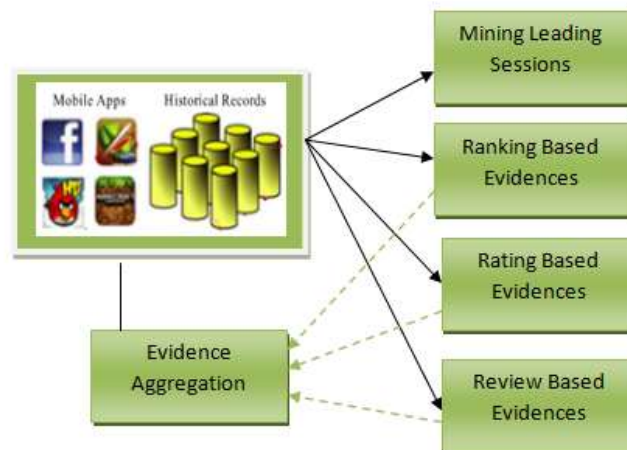 Mobile Apps
Historical Records
Mining Leading
Sessions
Ranking Based
Evidences
Rating Based
Evidences
Review Based
Evidences
Evidence
Aggregation